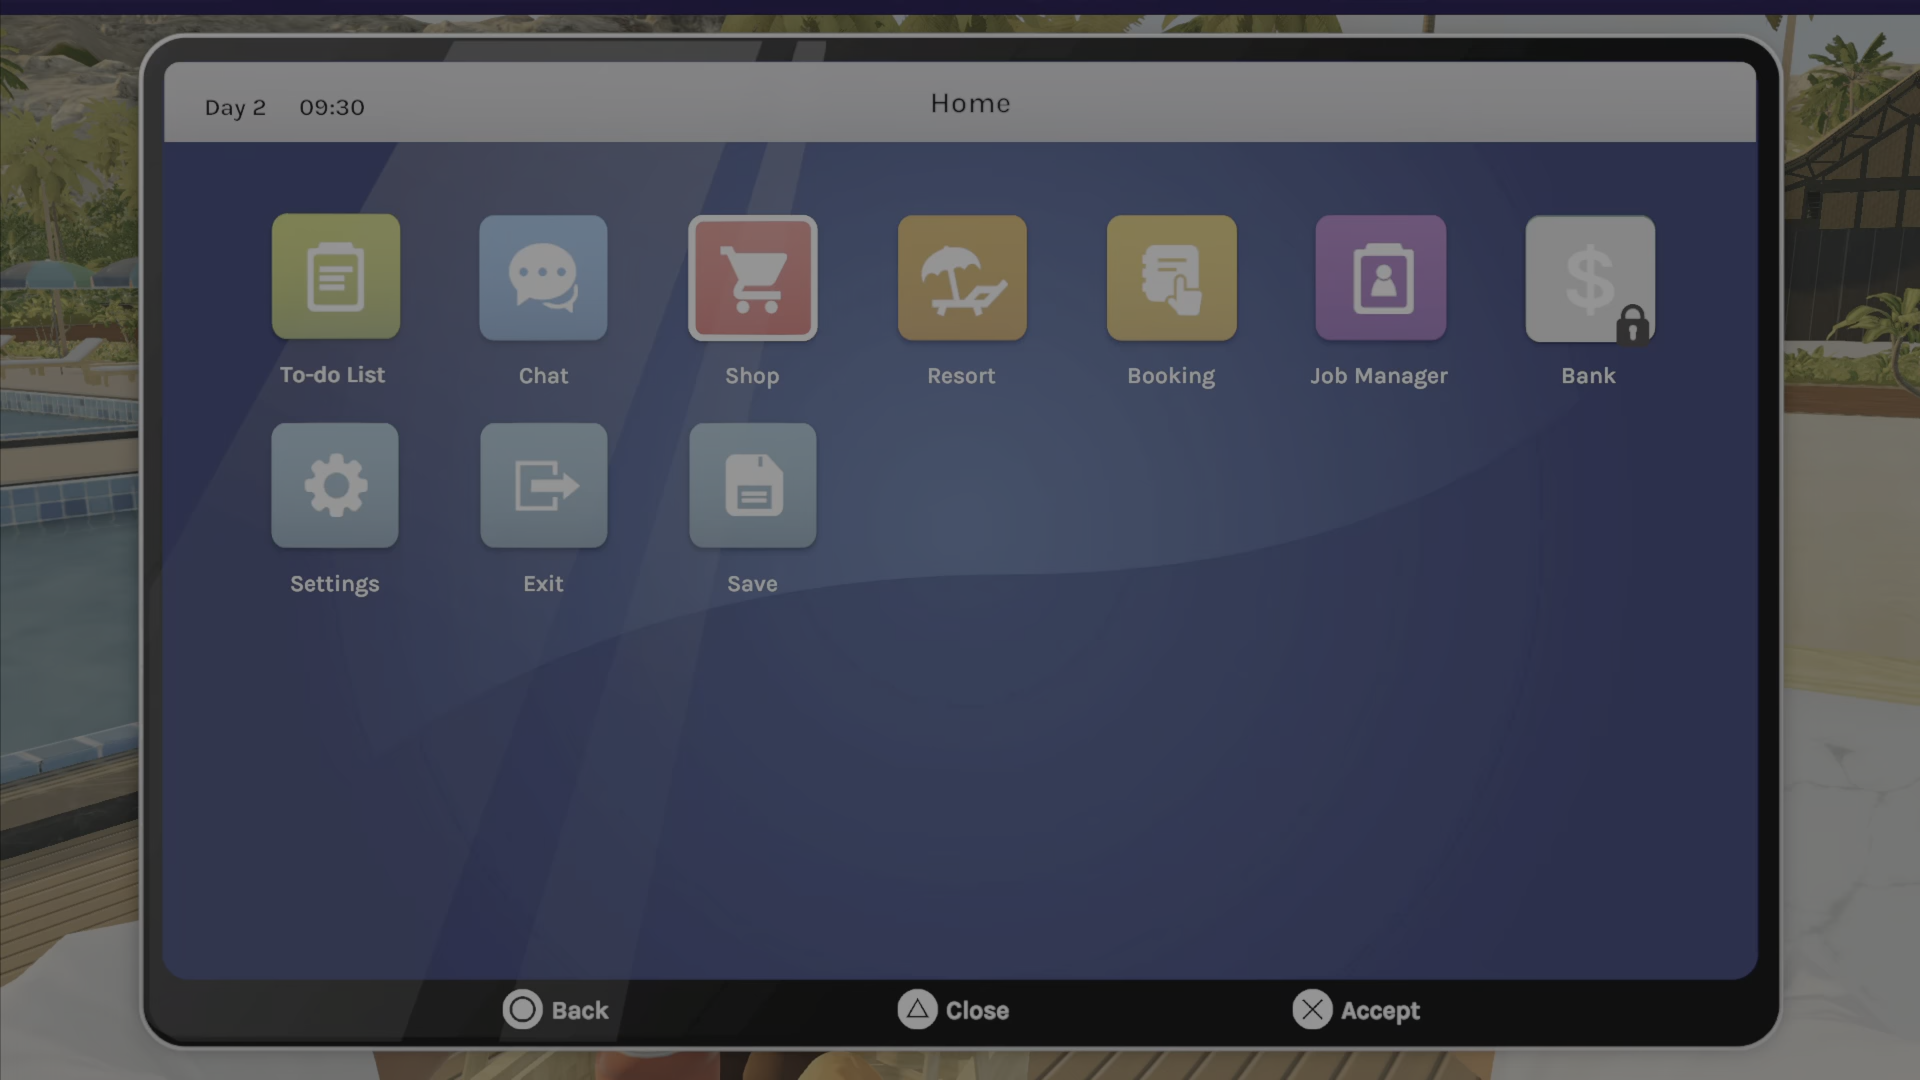 Day 2 09:30 Home
To-do List Chat Shop Resort Booking Job Manager Bank
Settings Exit Save
Back Close Accept